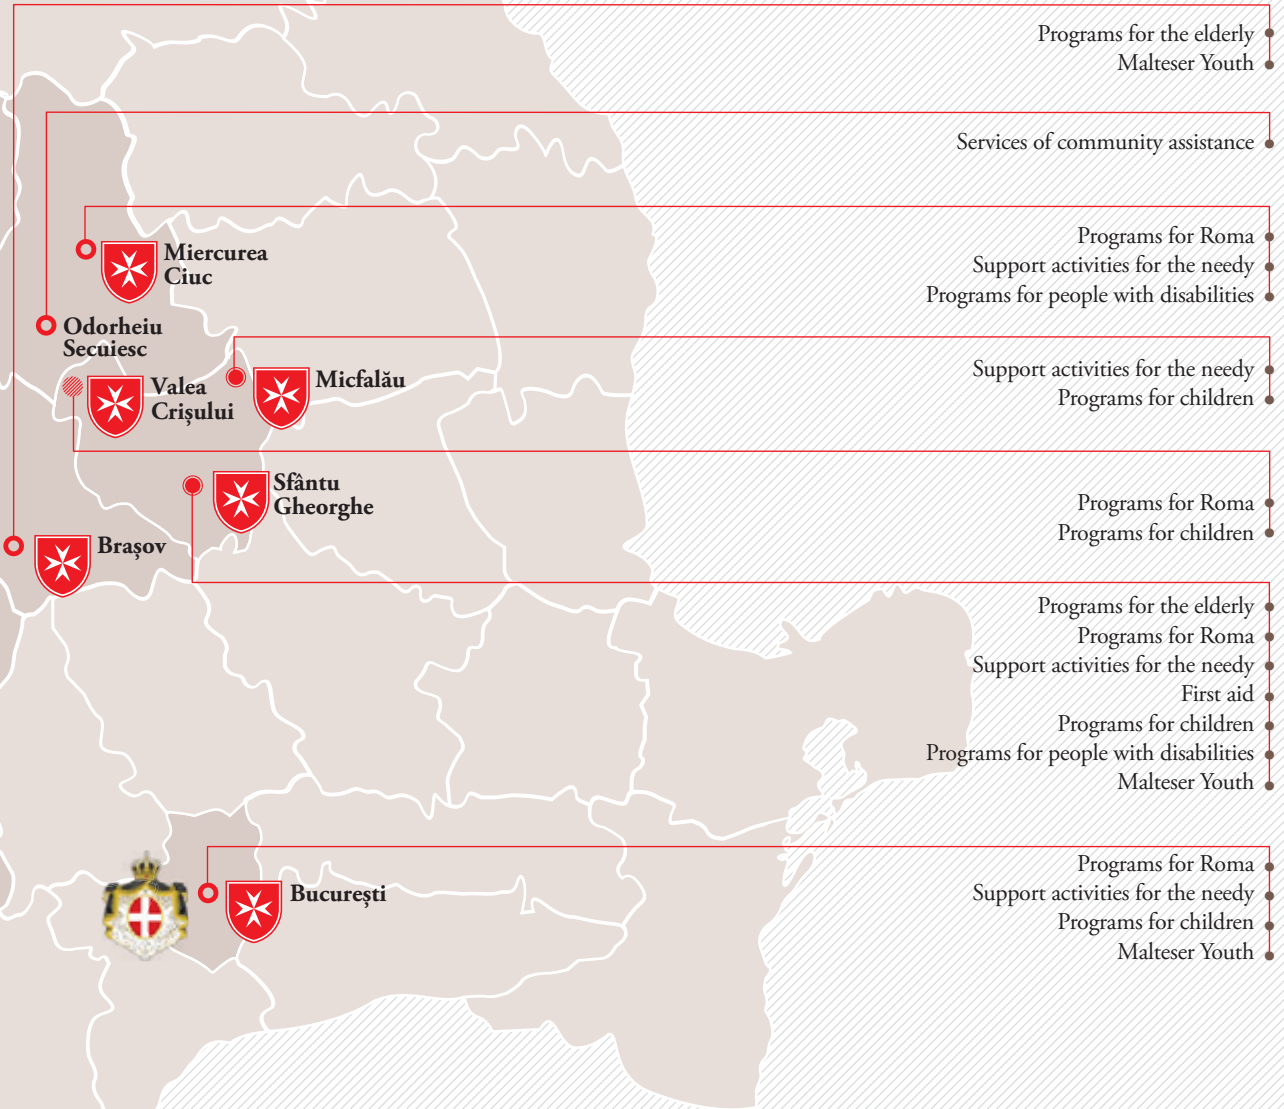 Programs for the elderly
Malteser Youth
Services of community assistance
Miercurea
Ciuc
Programs for Roma
Support activities for the needy
Programs for people with disabilities
Odorheiu
Secuiesc
Micfalău
Support activities for the needy
Programs for children
Valea
Crișului
Programs for Roma
Programs for children
Sfântu
Gheorghe
Brașov
Programs for the elderly
Programs for Roma
Support activities for the needy
First aid
Programs for children
Programs for people with disabilities
Malteser Youth
București
Programs for Roma
Support activities for the needy
Programs for children
Malteser Youth